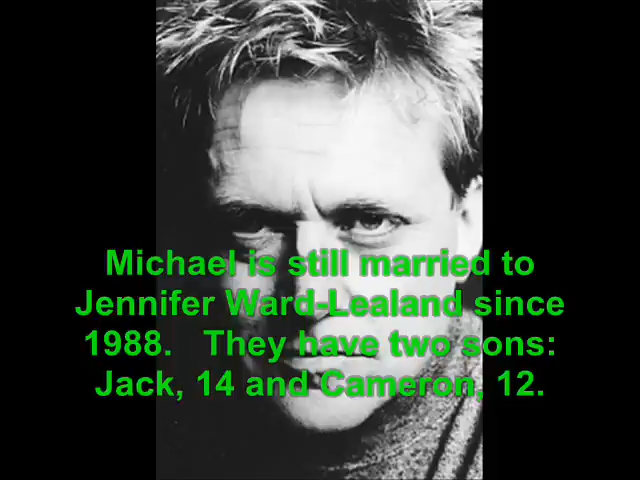 Michael is still married to
Jennifer Ward-Lealand since
1988. They have two sons:
Jack, 14 and Cameron, 12.